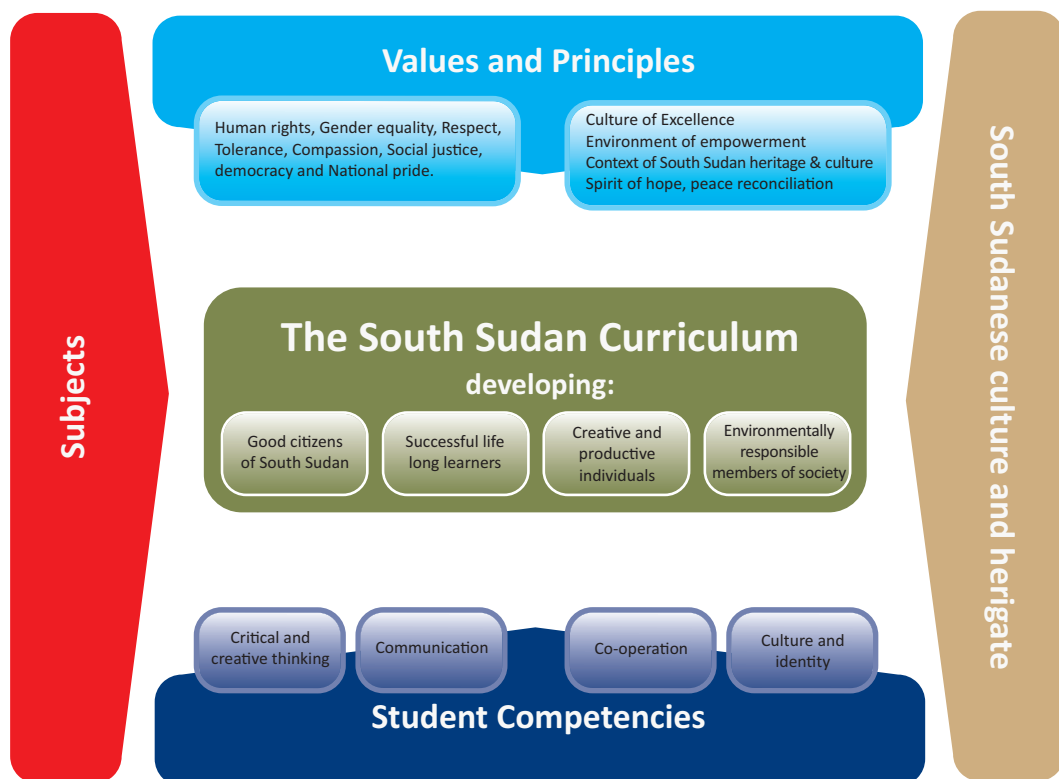 Values and Principles
Human rights, Gender equality, Respect,
Tolerance, Compassion, Social justice,
democracy and National pride.
Culture of Excellence
Environment of empowerment
Context of South Sudan heritage & culture
Spirit of hope, peace reconciliation
Subjects
The South Sudan Curriculum
developing:
Good citizens
of South Sudan
Successful life
long learners
Creative and
productive
individuals
Environmentally
responsible
members of society
South Sudanese culture and herigate
Critical and
creative thinking
Communication
Co-operation
Culture and
identity
Student Competencies